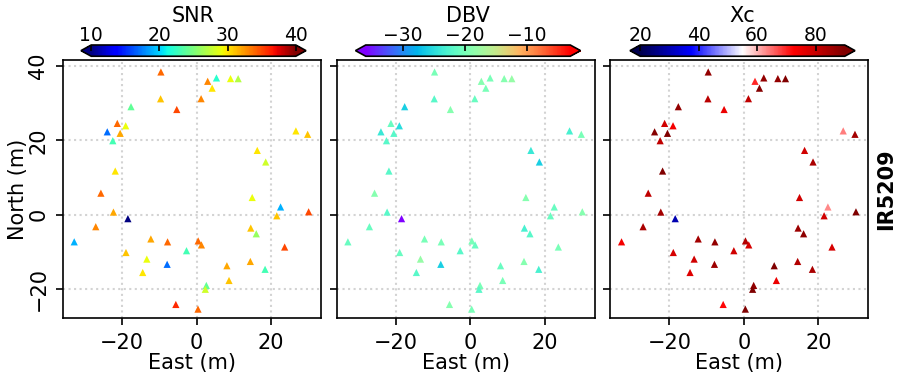 SNR DBV Xc
10 20 30 40 −30 −20 −10 20 40 60 80
40
20
0
−20
North (m)
IR5209
−20 0 20 −20 0 20 −20 0 20
East (m) East (m) East (m)